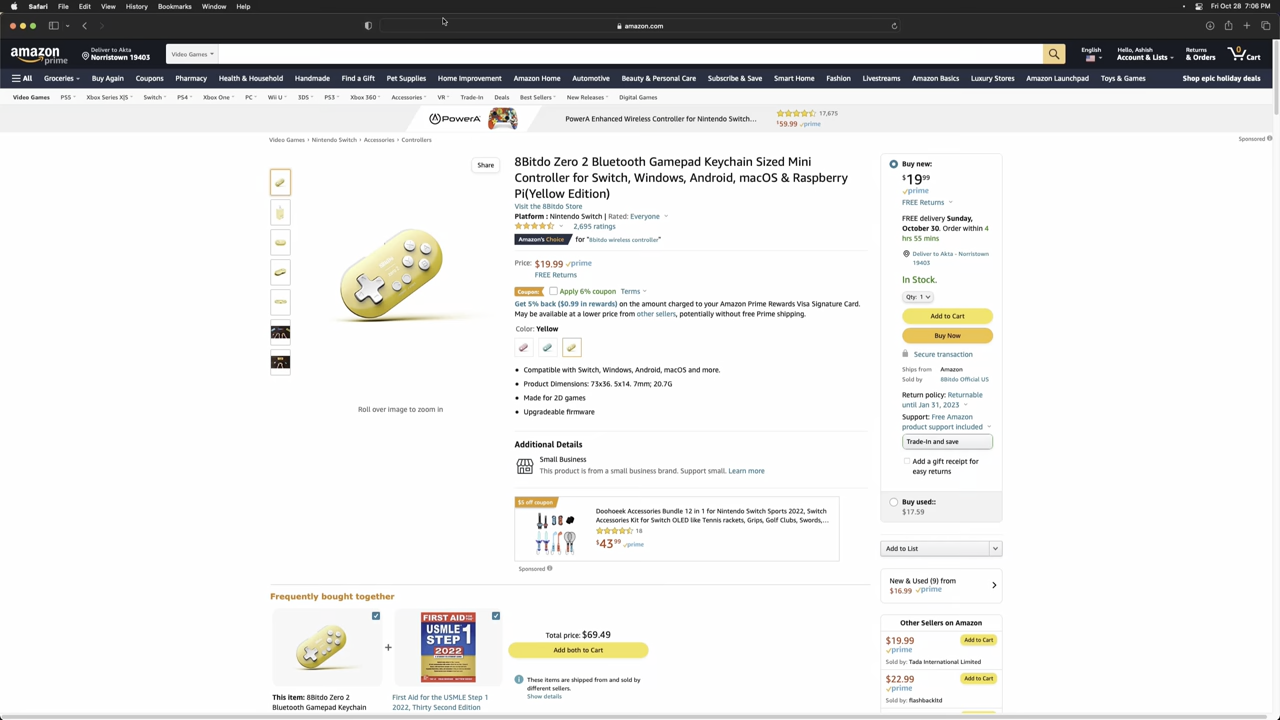 Safari File Edit View History Bookmarks Window Help
Fri Oct 28 7:06 PM
amazon.com
amazon prime
Deliver to Akta
Norristown 19403
Video Games
English
Hello, Ashish
Account & Lists
Returns
& Orders
0
Cart
All Groceries Buy Again Coupons Pharmacy Health & Household Handmade Find a Gift Pet Supplies Home Improvement Amazon Home Automotive Beauty & Personal Care Subscribe & Save Smart Home Fashion Livestreams Amazon Basics Luxury Stores Amazon Launchpad Toys & Games Shop epic holiday deals
Video Games PS5 Xbox Series X|S Switch PS4 Xbox One PC Wii U 3DS PS3 Xbox 360 Accessories VR Trade-In Deals Best Sellers New Releases Digital Games
POWERA
PowerA Enhanced Wireless Controller for Nintendo Switch...
17,675
$59.99 prime
Sponsored
Video Games › Nintendo Switch › Accessories › Controllers
Share
8Bitdo Zero 2 Bluetooth Gamepad Keychain Sized Mini
Controller for Switch, Windows, Android, macOS & Raspberry
Pi(Yellow Edition)
Visit the 8Bitdo Store
Platform : Nintendo Switch | Rated: Everyone
2,695 ratings
Amazon's Choice for "8bitdo wireless controller"
Price: $19.99 prime
FREE Returns
Coupon: Apply 6% coupon Terms
Get 5% back ($0.99 in rewards) on the amount charged to your Amazon Prime Rewards Visa Signature Card.
May be available at a lower price from other sellers, potentially without free Prime shipping.
Color: Yellow
Compatible with Switch, Windows, Android, macOS and more.
Product Dimensions: 73x36. 5x14. 7mm; 20.7G
Made for 2D games
Upgradeable firmware
Roll over image to zoom in
Additional Details
Small Business
This product is from a small business brand. Support small. Learn more
$5 off coupon
Doohoeek Accessories Bundle 12 in 1 for Nintendo Switch Sports 2022, Switch
Accessories Kit for Switch OLED like Tennis rackets, Grips, Golf Clubs, Swords,...
18
$43.99 prime
Sponsored
Buy new:
$19.99
prime
FREE Returns
FREE delivery Sunday,
October 30. Order within 4
hrs 55 mins
Deliver to Akta - Norristown
19403
In Stock.
Qty: 1
Add to Cart
Buy Now
Secure transaction
Ships from Amazon
Sold by 8Bitdo Official US
Return policy: Returnable
until Jan 31, 2023
Support: Free Amazon
product support included
Trade-In and save
Add a gift receipt for
easy returns
Buy used::
$17.59
Add to List
New & Used (9) from
$16.99 prime
Other Sellers on Amazon
$19.99
prime
Add to Cart
Sold by: Tada International Limited
$22.99
prime
Add to Cart
Sold by: flashbackltd
Frequently bought together
+
FIRST AID
FOR THE
USMLE
STEP 1
2022
Total price: $69.49
Add both to Cart
These items are shipped from and sold by
different sellers.
Show details
This item: 8Bitdo Zero 2
Bluetooth Gamepad Keychain
First Aid for the USMLE Step 1
2022, Thirty Second Edition